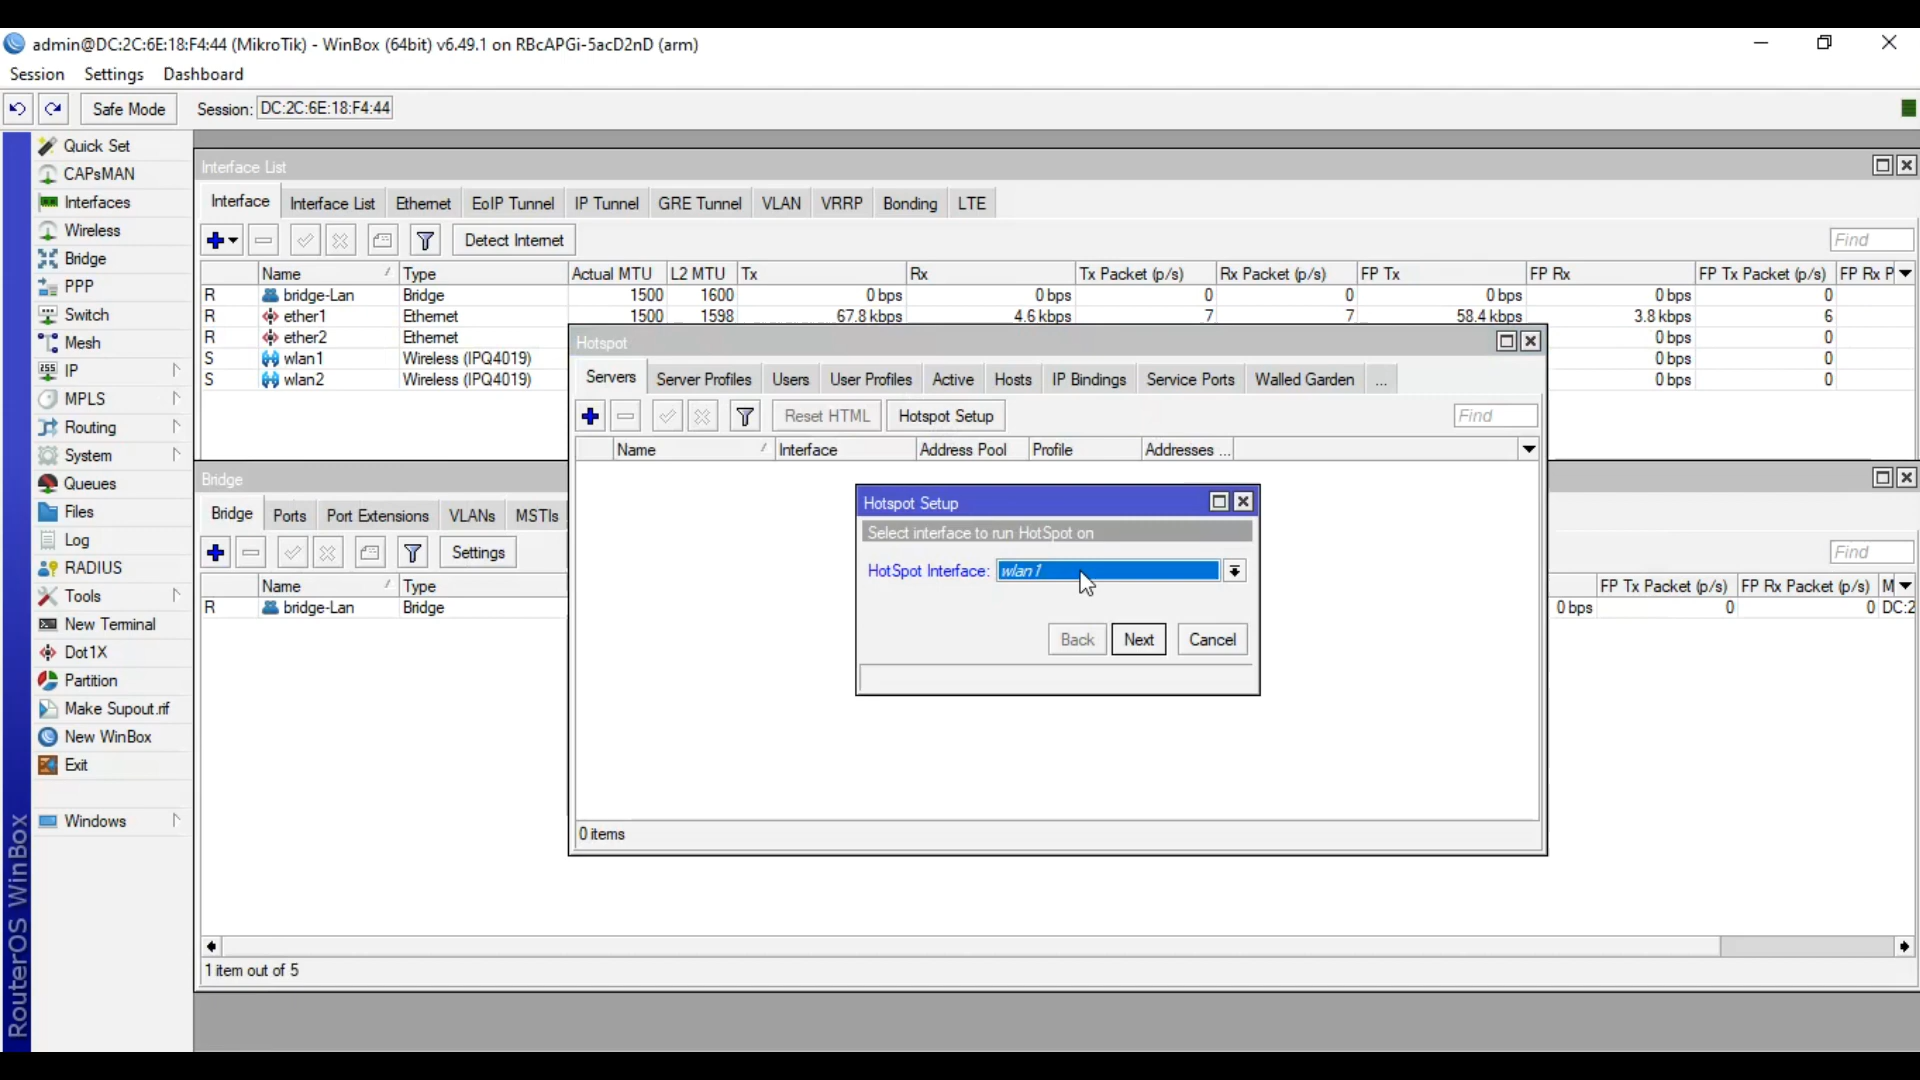 admin@DC:2C:6E:18:F4:44 (MikroTik) - WinBox (64bit) v6.49.1 on RBcAPGi-5acD2nD (arm)
Session Settings Dashboard
Safe Mode Session: DC:2C:6E:18:F4:44
Quick Set
CAPsMAN
Interfaces
Wireless
Bridge
PPP
Switch
Mesh
IP
MPLS
Routing
System
Queues
Files
Log
RADIUS
Tools
New Terminal
Dot1X
Partition
Make Supout.rif
New WinBox
Exit
Windows
RouterOS WinBox
Interface List
Interface Interface List Ethernet EoIP Tunnel IP Tunnel GRE Tunnel VLAN VRRP Bonding LTE
Detect Internet Find
Name Type Actual MTU L2 MTU Tx Rx Tx Packet (p/s) Rx Packet (p/s) FP Tx FP Rx FP Tx Packet (p/s) FP Rx P
R bridge-Lan Bridge 1500 1600 0 bps 0 bps 0 0 0 bps 0 bps 0
R ether1 Ethernet 1500 1598 67.8 kbps 4.6 kbps 7 7 58.4 kbps 3.8 kbps 6
R ether2 Ethernet 0 bps 0
S wlan1 Wireless (IPQ4019) 0 bps 0
S wlan2 Wireless (IPQ4019) 0 bps 0
Hotspot
Servers Server Profiles Users User Profiles Active Hosts IP Bindings Service Ports Walled Garden ...
Reset HTML Hotspot Setup Find
Name Interface Address Pool Profile Addresses ...
0 items
Hotspot Setup
Select interface to run HotSpot on
HotSpot Interface: wlan1
Back Next Cancel
Bridge
Bridge Ports Port Extensions VLANs MSTIs
Settings Find
Name Type FP Tx Packet (p/s) FP Rx Packet (p/s) M
R bridge-Lan Bridge 0 bps 0 0 DC:2
1 item out of 5